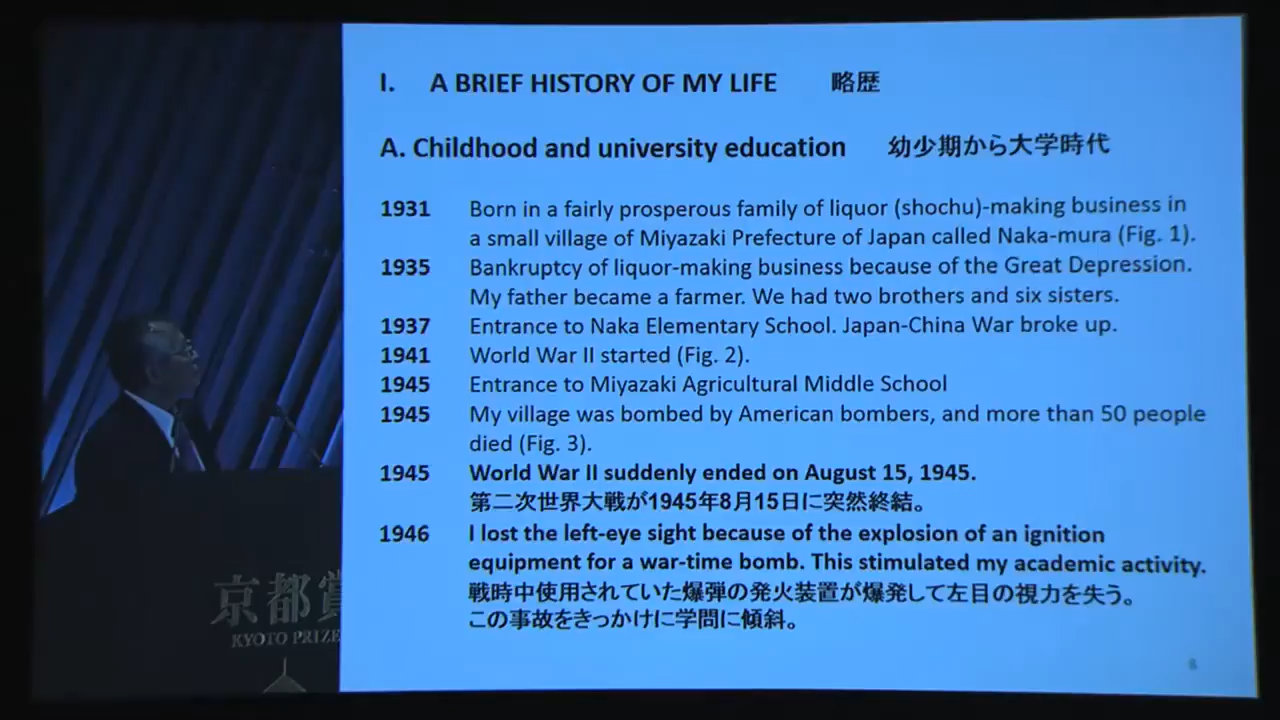 I. A BRIEF HISTORY OF MY LIFE 略歴
A. Childhood and university education 幼少期から大学時代
1931 Born in a fairly prosperous family of liquor (shochu)-making business in
a small village of Miyazaki Prefecture of Japan called Naka-mura (Fig. 1).
1935 Bankruptcy of liquor-making business because of the Great Depression.
My father became a farmer. We had two brothers and six sisters.
1937 Entrance to Naka Elementary School. Japan-China War broke up.
1941 World War II started (Fig. 2).
1945 Entrance to Miyazaki Agricultural Middle School
1945 My village was bombed by American bombers, and more than 50 people
died (Fig. 3).
1945 World War II suddenly ended on August 15, 1945.
第二次世界大戦が1945年8月15日に突然終結。
1946 I lost the left-eye sight because of the explosion of an ignition
equipment for a war-time bomb. This stimulated my academic activity.
戦時中使用されていた爆弾の発火装置が爆発して左目の視力を失う。
この事故をきっかけに学問に傾斜。
6
京都賞
KYOTO PRIZE